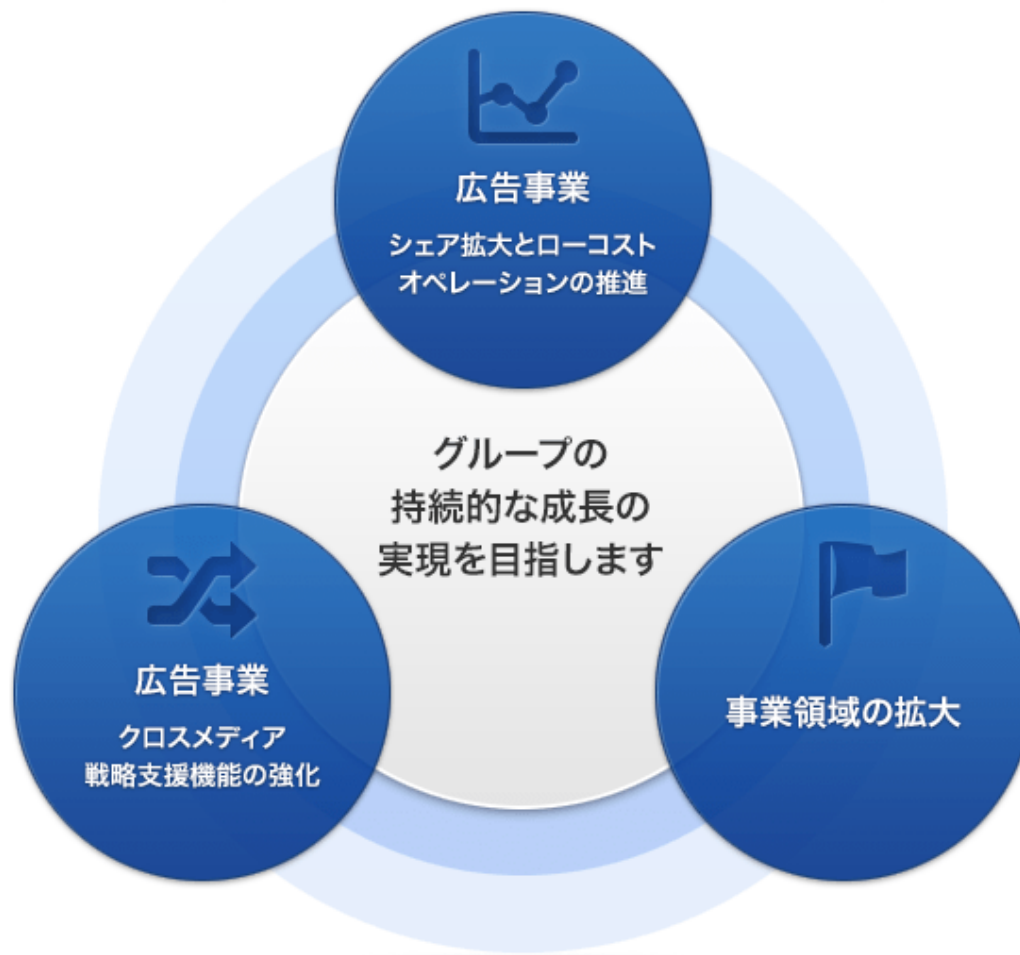 広告事業
シェア拡大とローコスト
オペレーションの推進
グループの
持続的な成長の
実現を目指します
広告事業
クロスメディア
戦略支援機能の強化
事業領域の拡大